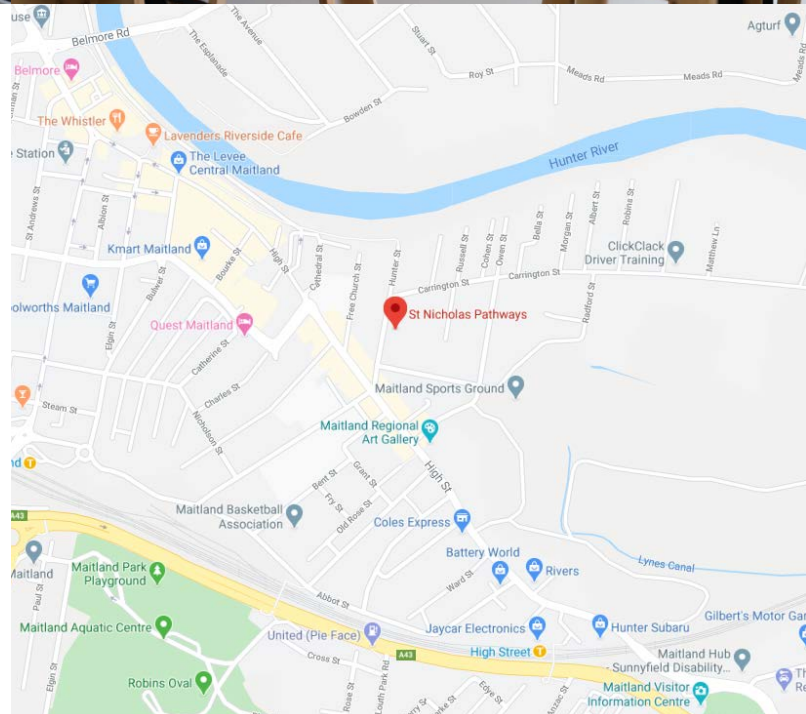 Belmore Rd
The Avenue
The Esplanade
Stuart St
Agturf
Belmore
Roy St
Meads Rd
Meads Rd
Meads Rd
Bowden St
The Whistler
Lavenders Riverside Cafe
Station
The Levee
Central Maitland
Hunter River
St Andrews St
Albion St
Kmart Maitland
Bourke St
High St
Cathedral St
Free Church St
Hunter St
Russell St
Cohen St
Owen St
Bella St
Morgan St
Albert St
Robins St
Matthew Ln
ClickClack
Driver Training
Carrington St
Carrington St
Radford St
Bulwer St
oolworths Maitland
Elgin St
Quest Maitland
Catherine St
St Nicholas Pathways
Charles St
Nicholson St
Steam St
Maitland Sports Ground
Maitland Regional
Art Gallery
High St
Bent St
Grant St
Fry St
Old Rose St
Maitland Basketball
Association
Coles Express
A43
Battery World
Rivers
Lynes Canal
Maitland
Paul St
Maitland Park
Playground
Ward St
Abbot St
Maitland Aquatic Centre
United (Pie Face)
Jaycar Electronics
Hunter Subaru
Gilbert's Motor Gar
A43
High Street
Cross St
Elgin St
Robins Oval
Rose St
South Park Rd
Edye St
Anzac St
Maitland Hub
- Sunnyfield Disability...
Maitland Visitor
Information Centre